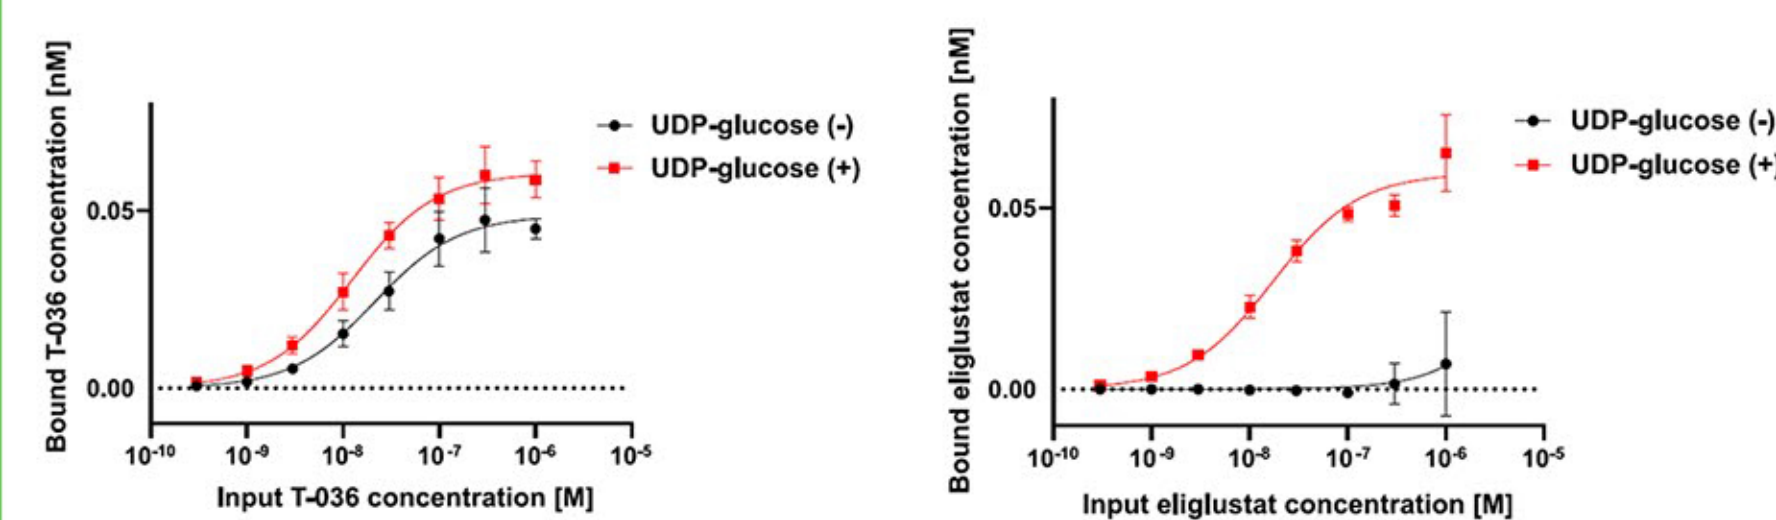 Bound T-036 concentration [nM]
0.05
0.00
10-10 10-9 10-8 10-7 10-6 10-5
Input T-036 concentration [M]
UDP-glucose (-)
UDP-glucose (+)
Bound eliglustat concentration [nM]
0.05
0.00
10-10 10-9 10-8 10-7 10-6 10-5
Input eliglustat concentration [M]
UDP-glucose (-)
UDP-glucose (+)